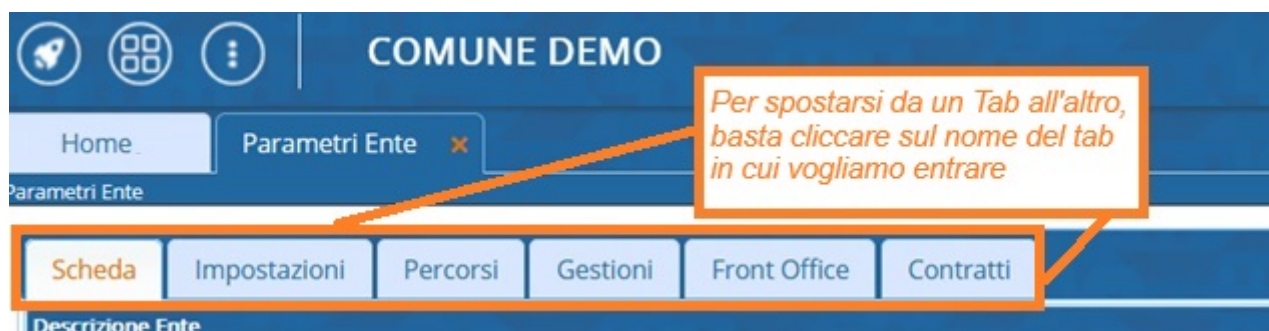 COMUNE DEMO
Per spostarsi da un Tab all'altro,
basta cliccare sul nome del tab
in cui vogliamo entrare
Home
Parametri Ente
Parametri Ente
Scheda
Impostazioni
Percorsi
Gestioni
Front Office
Contratti
Descrizione Ente